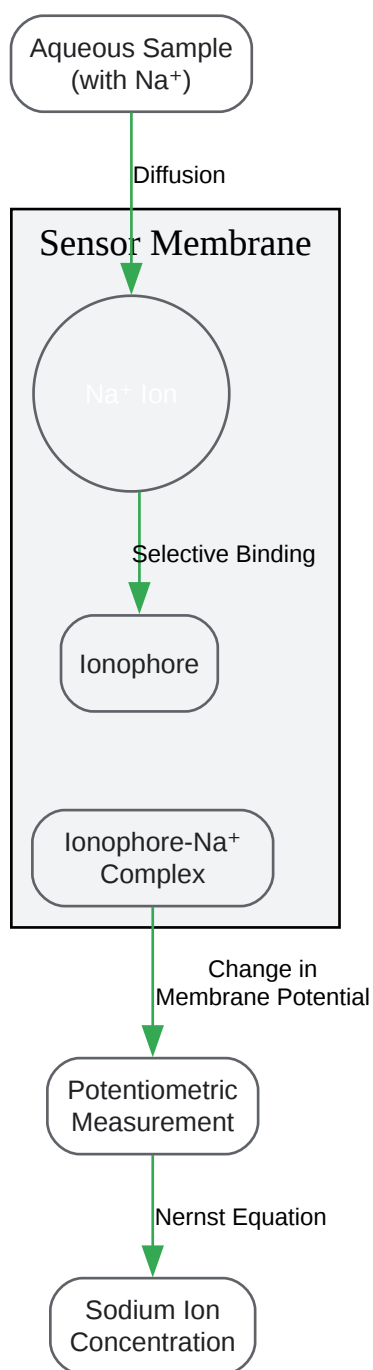 Aqueous Sample
(with Na⁺)
Diffusion
Sensor Membrane
Na⁺ Ion
Selective Binding
Ionophore
Ionophore-Na⁺
Complex
Change in
Membrane Potential
Potentiometric
Measurement
Nernst Equation
Sodium Ion
Concentration